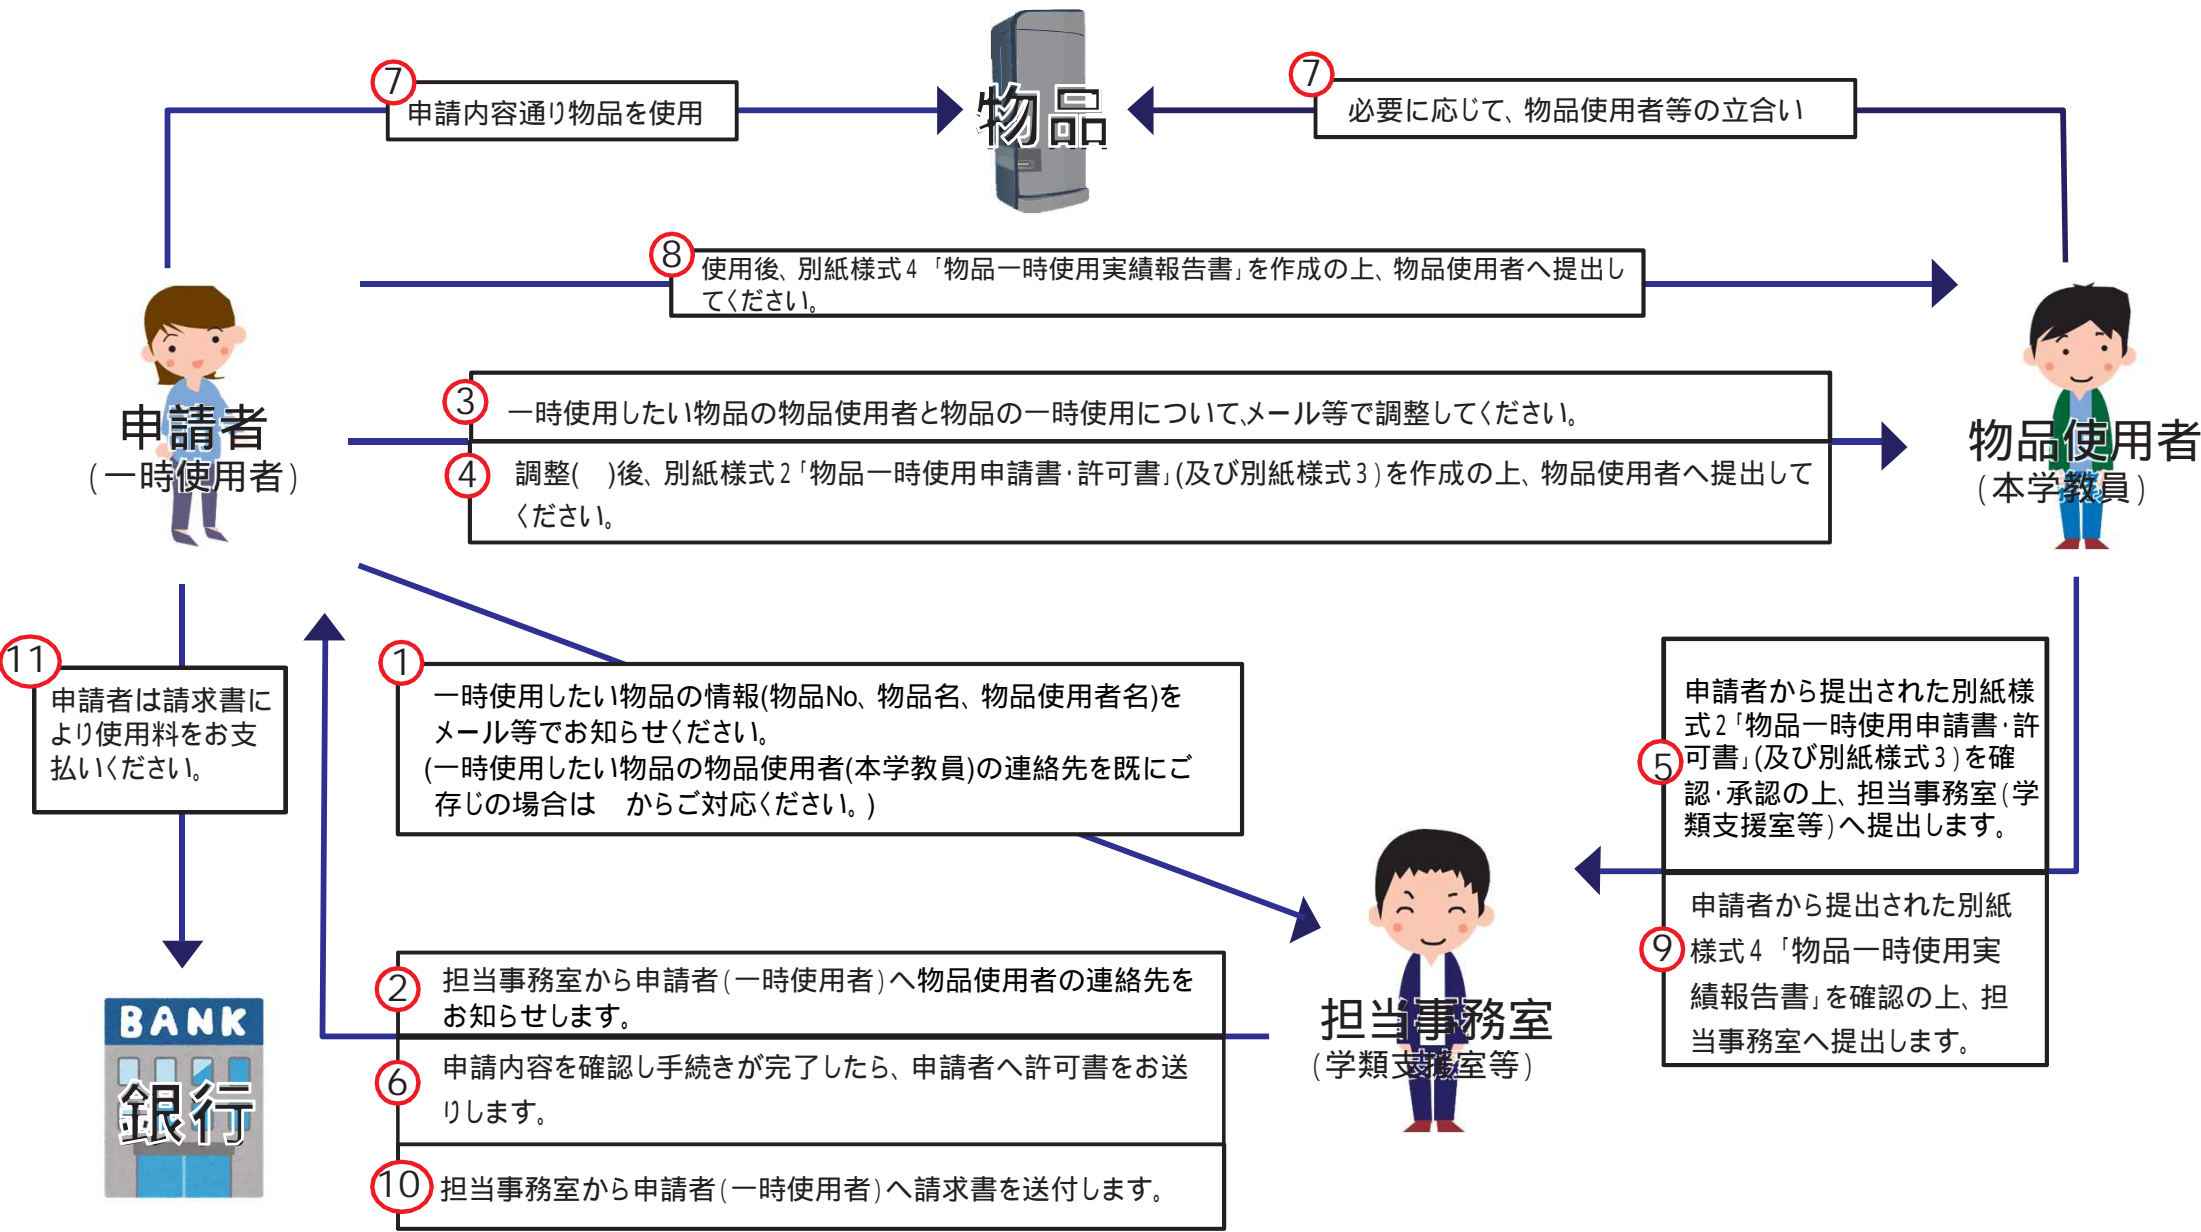 ⑦
申請内容通り物品を使用
物品
⑦
必要に応じて、物品使用者等の立合い
⑧
使用後、別紙様式4「物品一時使用実績報告書」を作成の上、物品使用者へ提出し
てください。
③
一時使用したい物品の物品使用者と物品の一時使用について、メール等で調整してください。
④
調整( )後、別紙様式2「物品一時使用申請書・許可書」(及び別紙様式3)を作成の上、物品使用者へ提出して
ください。
申請者
(一時使用者)
物品使用者
(本学教員)
⑪
申請者は請求書に
より使用料をお支
払いください。
①
一時使用したい物品の情報(物品No、物品名、物品使用者名)を
メール等でお知らせください。
(一時使用したい物品の物品使用者(本学教員)の連絡先を既にご
存じの場合は からご対応ください。)
⑤
申請者から提出された別紙様
式2「物品一時使用申請書・許
可書」(及び別紙様式3)を確
認・承認の上、担当事務室(学
類支援室等)へ提出します。
⑨
申請者から提出された別紙
様式4「物品一時使用実
績報告書」を確認の上、担
当事務室へ提出します。
②
担当事務室から申請者(一時使用者)へ物品使用者の連絡先を
お知らせします。
⑥
申請内容を確認し手続きが完了したら、申請者へ許可書をお送
りします。
⑩
担当事務室から申請者(一時使用者)へ請求書を送付します。
担当事務室
(学類支援室等)
BANK
銀行